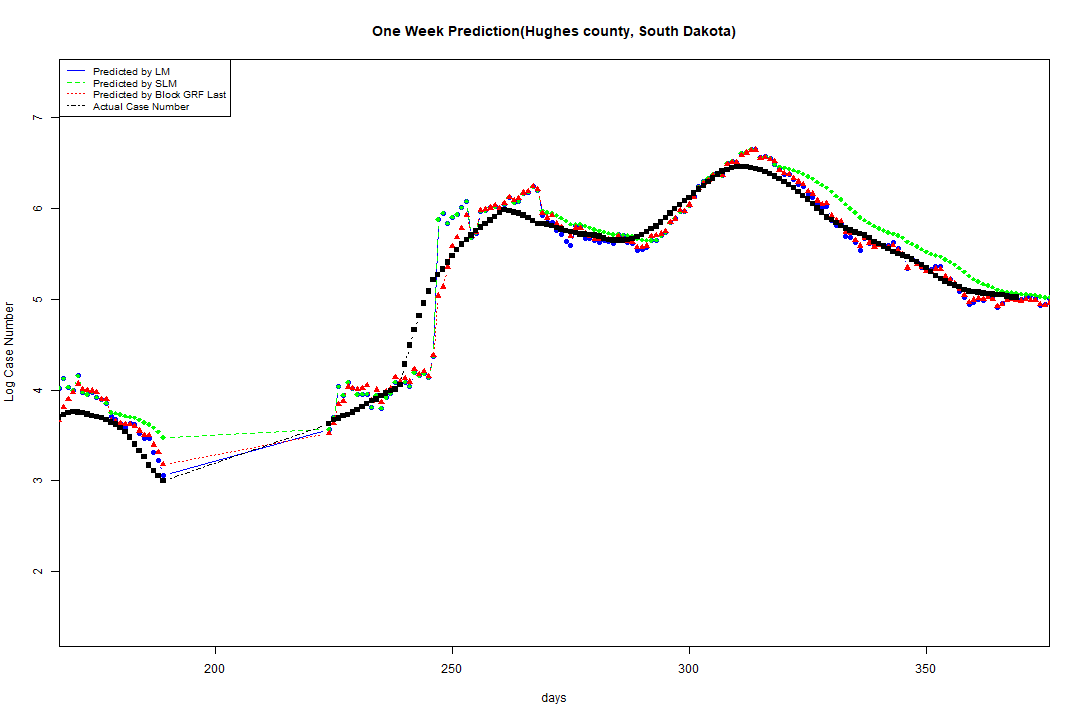 One Week Prediction(Hughes county, South Dakota)
Predicted by LM
Predicted by SLM
Predicted by Block GRF Last
Actual Case Number
7
6
5
4
3
2
Log Case Number
200 250 300 350
days